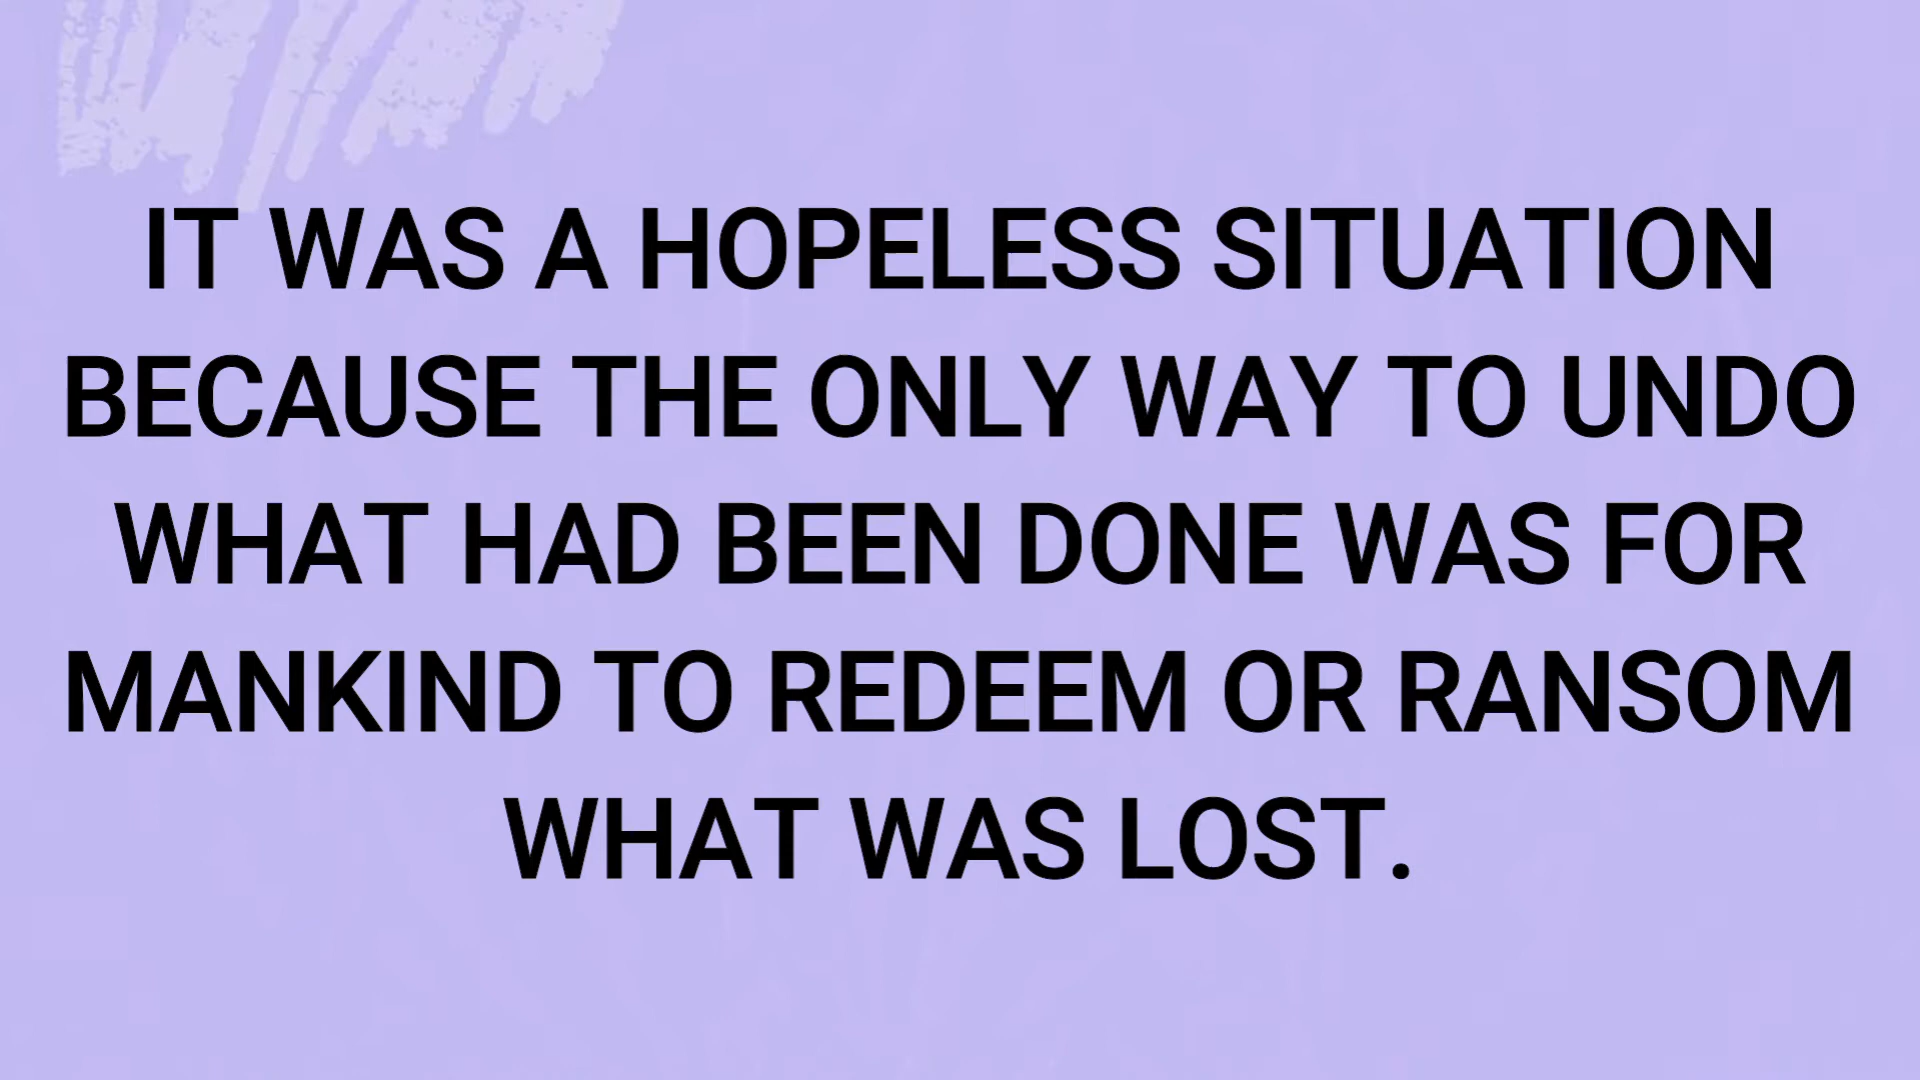 IT WAS A HOPELESS SITUATION
BECAUSE THE ONLY WAY TO UNDO
WHAT HAD BEEN DONE WAS FOR
MANKIND TO REDEEM OR RANSOM
WHAT WAS LOST.